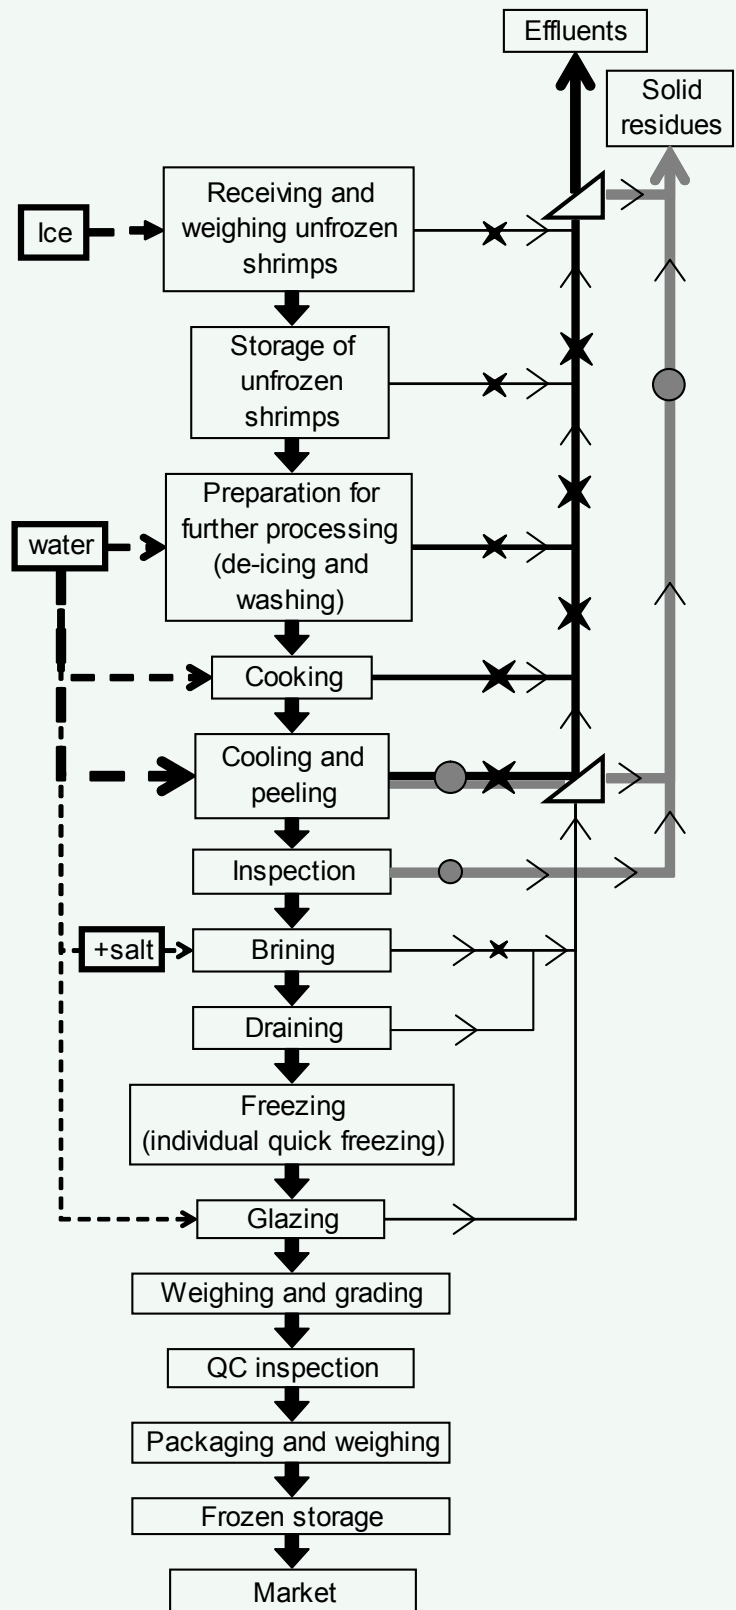 Effluents
Solid
residues
Receiving and
weighing unfrozen
shrimps
Ice
Storage of
unfrozen
shrimps
Preparation for
further processing
(de-icing and
washing)
water
Cooking
Cooling and
peeling
Inspection
+salt
Brining
Draining
Freezing
(individual quick freezing)
Glazing
Weighing and grading
QC inspection
Packaging and weighing
Frozen storage
Market